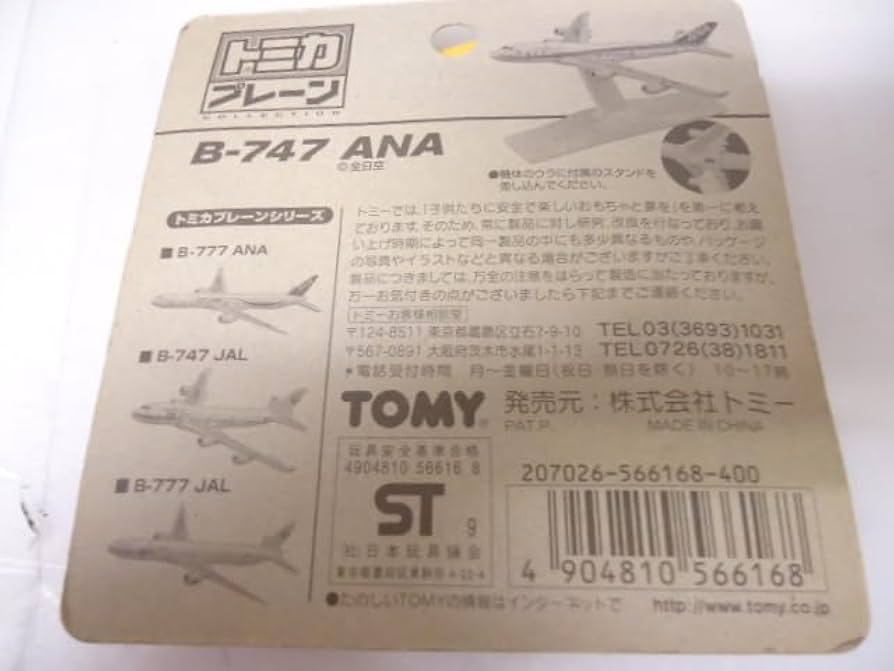 トミカ
プレーン
COLLECTION
B-747 ANA
©全日空
●機体のウラに付属のスタンドを
差し込んでください。
トミカプレーンシリーズ
■B-777 ANA
■B-747 JAL
■B-777 JAL
トミーでは、「子供たちに安全で楽しいおもちゃと夢を」を第一に考え
ております。そのため、常に製品に対し研究、改良を行なっており、お買
い上げ時期によって同一製品の中にも多少異なるものや、パッケージ
の写真やイラストなどと異なる場合がございますがご了承ください。
製品につきましては、万全の注意をはらって製造に当たっておりますが、
万一お気付きの点がございましたら下記までご連絡ください。
トミーお客様相談室
〒124-8511 東京都葛飾区立石7-9-10 TEL03(3693)1031
〒567-0891 大阪府茨木市水尾1-1-13 TEL0726(38)1811
*電話受付時間 月～金曜日(祝日 祭日を除く) 10～17時
TOMY® 発売元:株式会社トミー
PAT.P. MADE IN CHINA
玩具安全基準合格
4904810 56616 8
ST 9
社)日本玩具協会
東京都墨田区東駒形4-22-4
207026-566168-400
4 904810 566168
●たのしいTOMYの情報はインターネットで http://www.tomy.co.jp